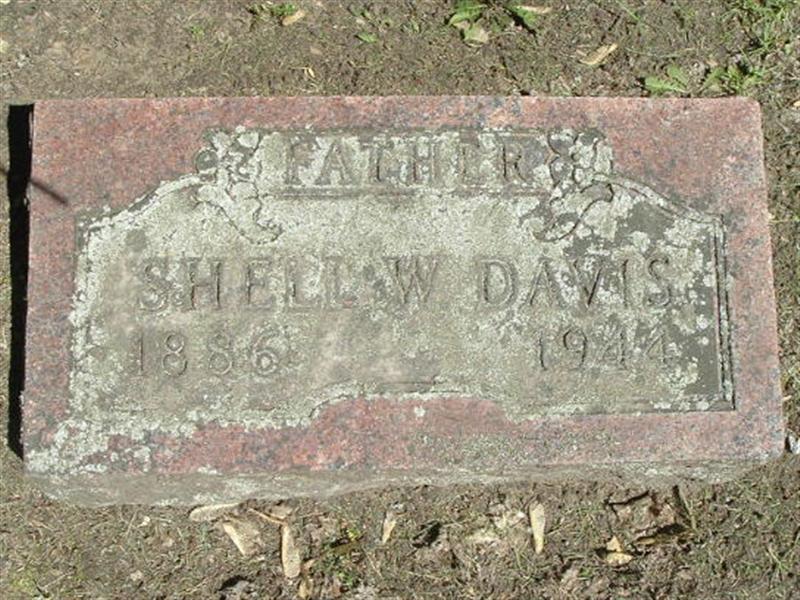 FATHER
SHELL W DAVIS
1886 1944